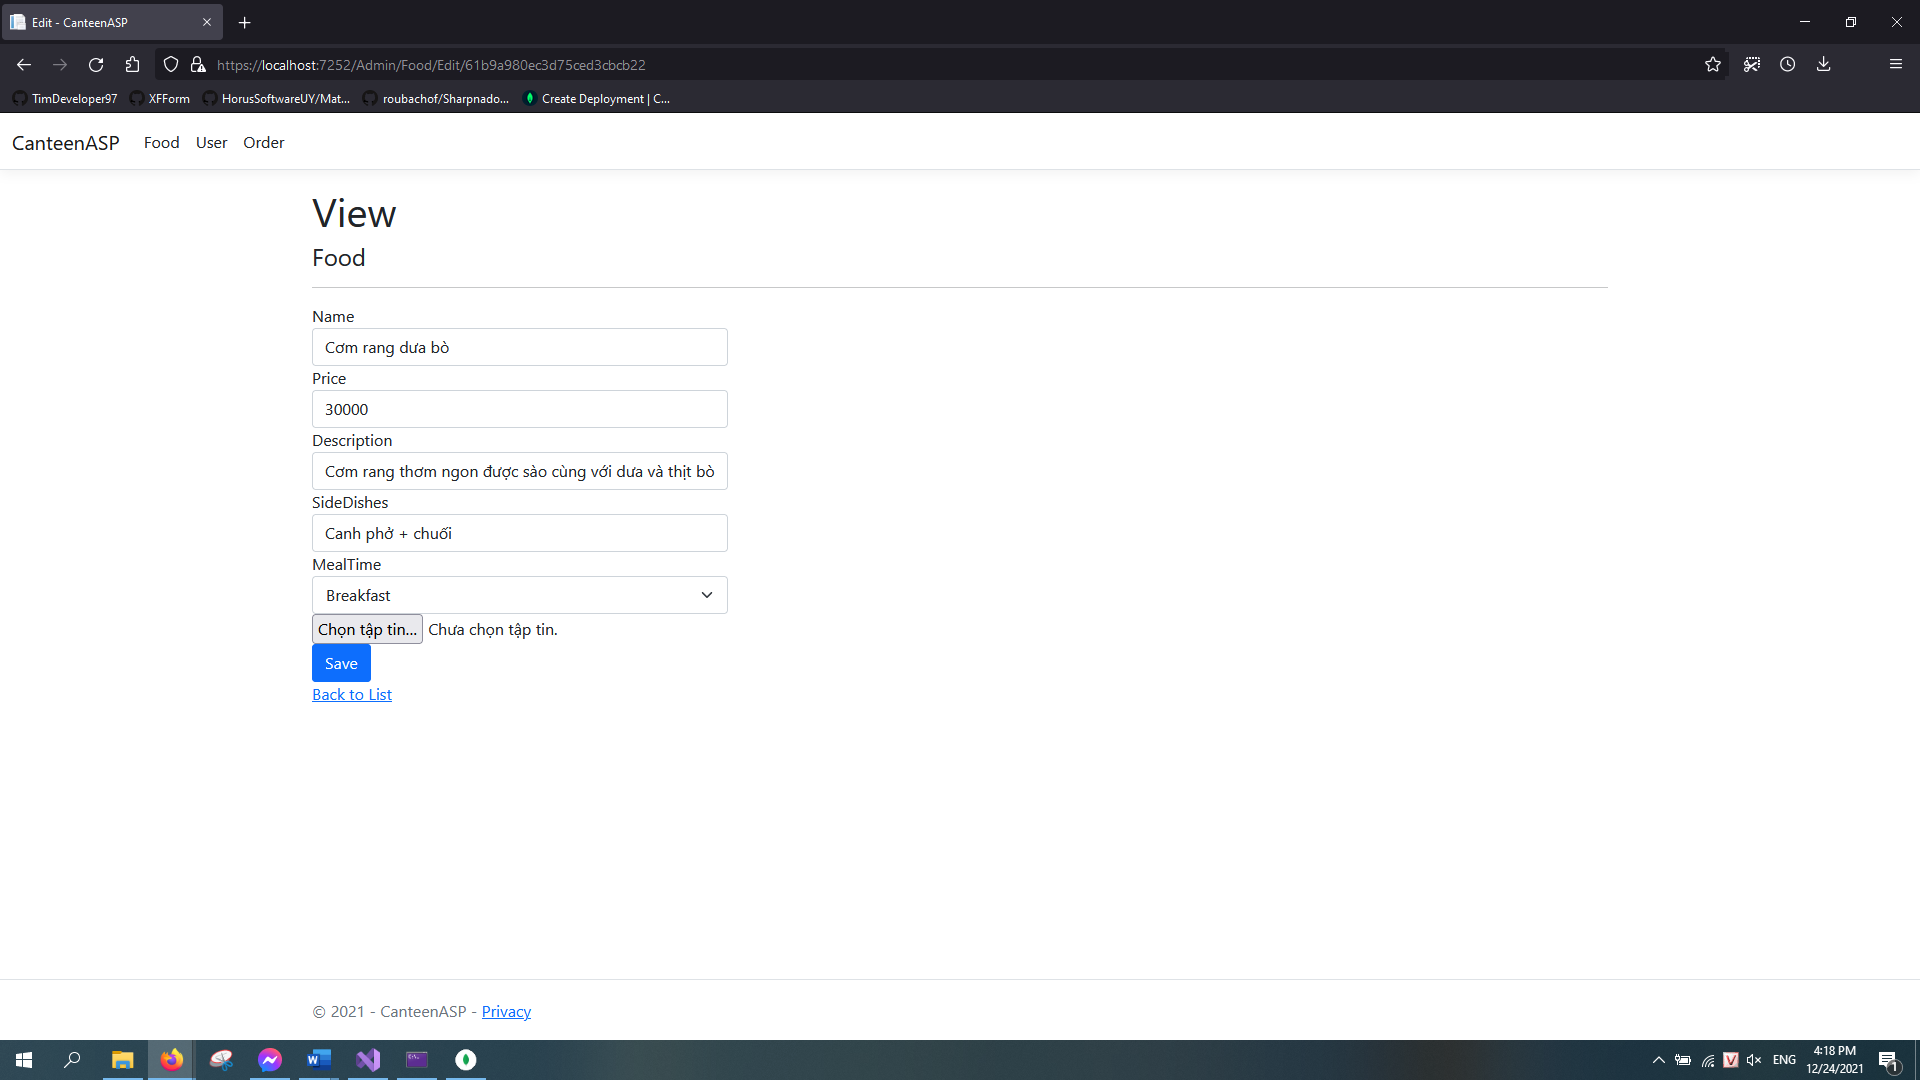 Edit - CanteenASP
https://localhost:7252/Admin/Food/Edit/61b9a980ec3d75ced3cbcb22
TimDeveloper97 XFForm HorusSoftwareUY/Mat... roubachof/Sharpnado... Create Deployment | C...
CanteenASP Food User Order
View
Food
Name
Cơm rang dưa bò
Price
30000
Description
Cơm rang thơm ngon được sào cùng với dưa và thịt bò
SideDishes
Canh phở + chuối
MealTime
Breakfast
Chọn tập tin... Chưa chọn tập tin.
Save
Back to List
© 2021 - CanteenASP - Privacy
ENG
4:18 PM
12/24/2021
1